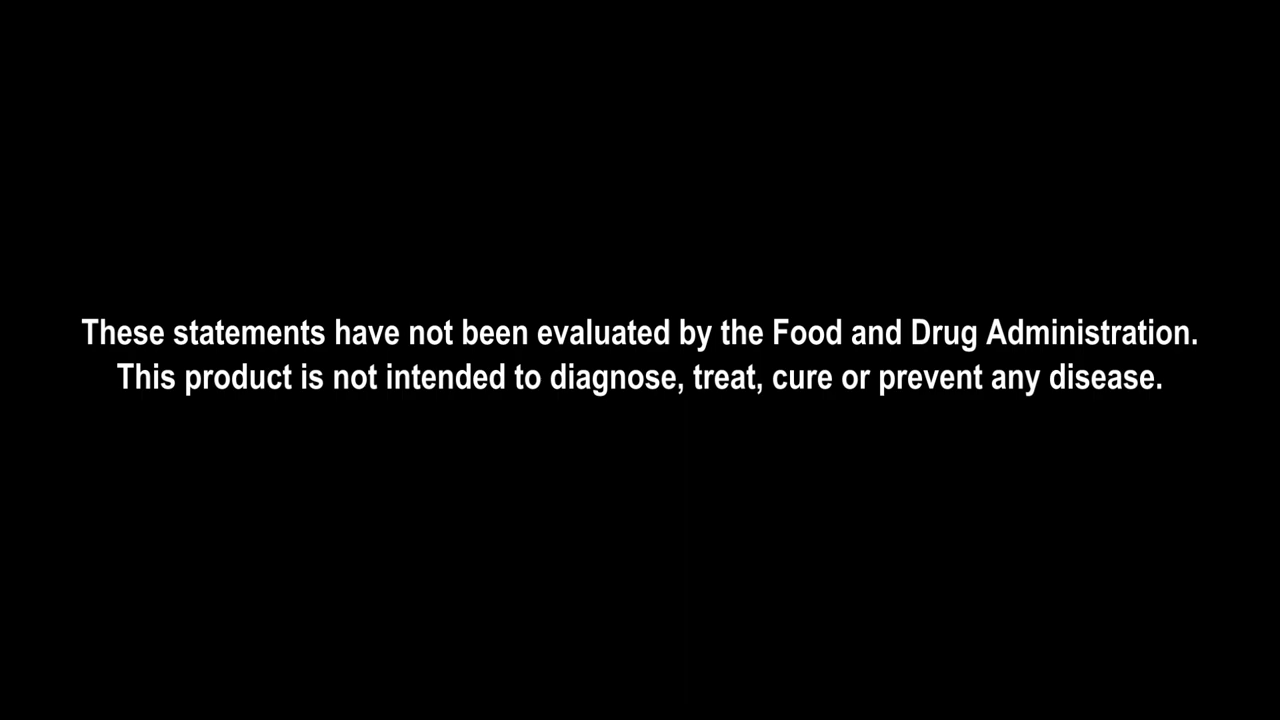 These statements have not been evaluated by the Food and Drug Administration.
This product is not intended to diagnose, treat, cure or prevent any disease.